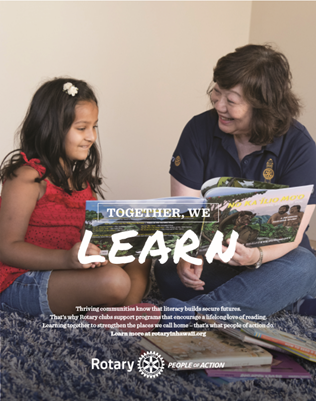 TOGETHER, WE
LEARN
Thriving communities know that literacy builds secure futures.
That's why Rotary clubs support programs that encourage a lifelong love of reading.
Learning together to strengthen the places we call home – that's what people of action do
Learn more at rotaryinhawaii.org
Rotary
PEOPLE OF ACTION